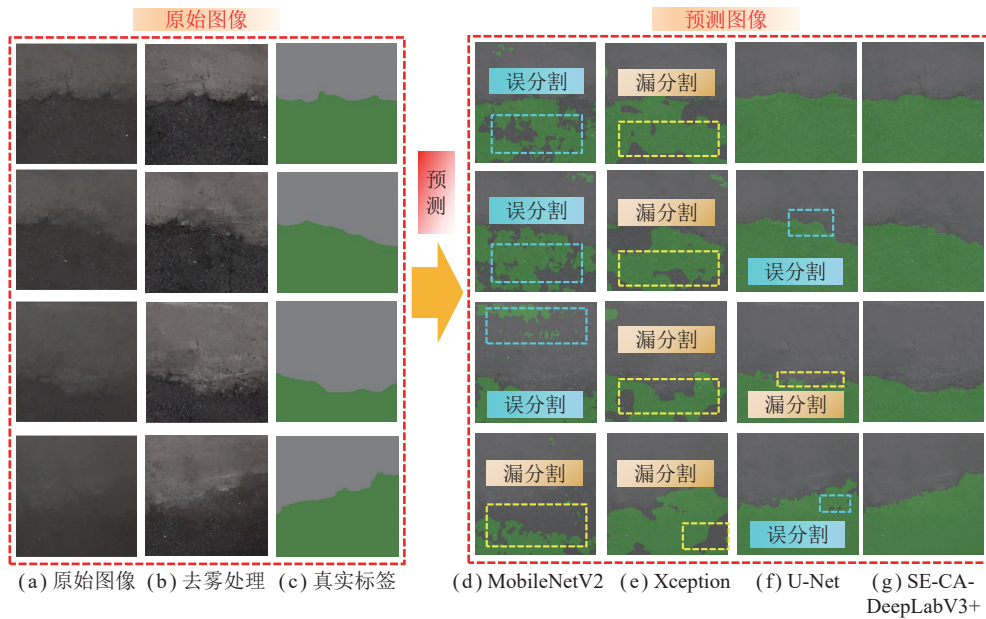 原始图像
预测图像
误分割
漏分割
预
测
误分割
漏分割
误分割
漏分割
误分割
漏分割
漏分割
漏分割
误分割
(a) 原始图像
(b) 去雾处理
(c) 真实标签
(d) MobileNetV2
(e) Xception
(f) U-Net
(g) SE-CA-
DeepLabV3+